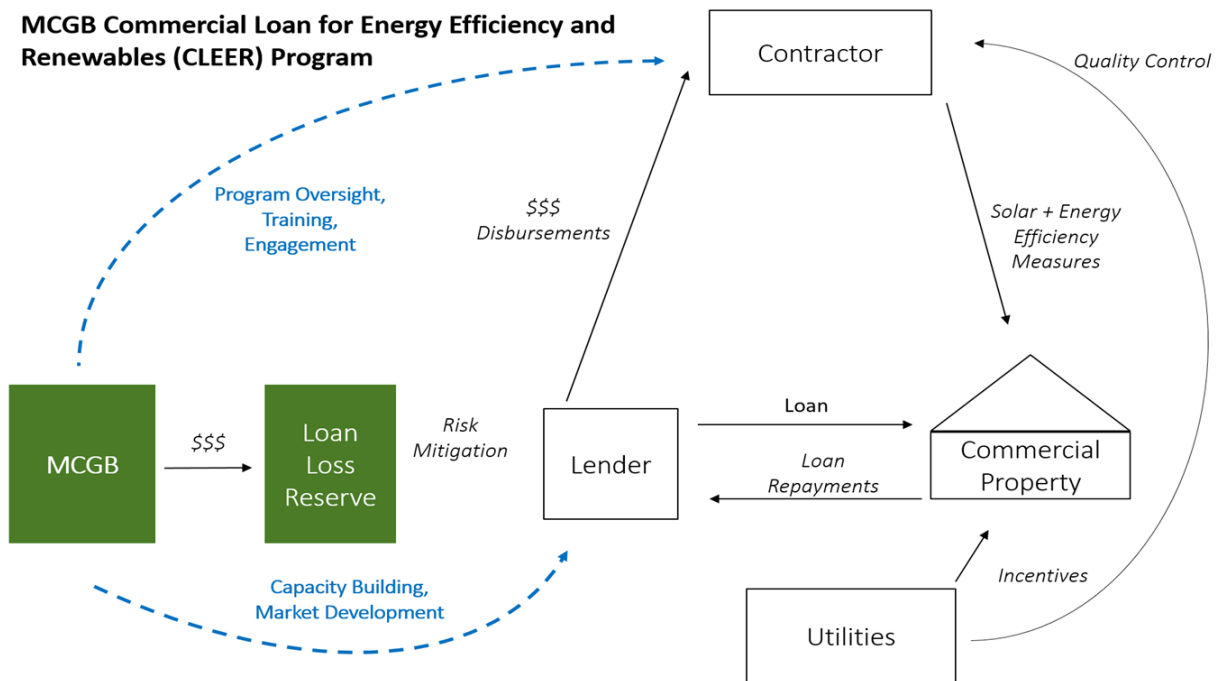 MCGB Commercial Loan for Energy Efficiency and
Renewables (CLEER) Program
Contractor
Quality Control
Program Oversight,
Training,
Engagement
$$$
Disbursements
Solar + Energy
Efficiency
Measures
MCGB
$$$
Loan
Loss
Reserve
Risk
Mitigation
Lender
Loan
Loan
Repayments
Commercial
Property
Capacity Building,
Market Development
Incentives
Utilities